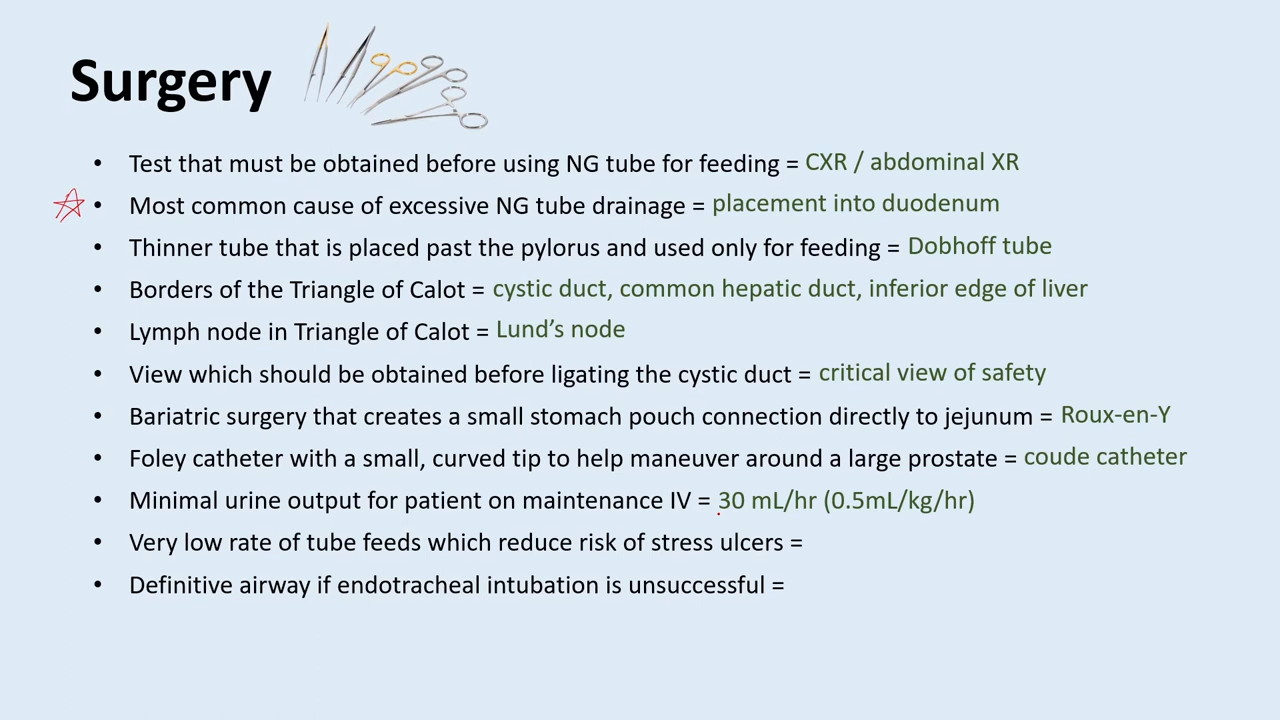 Surgery
• Test that must be obtained before using NG tube for feeding = CXR / abdominal XR
• Most common cause of excessive NG tube drainage = placement into duodenum
• Thinner tube that is placed past the pylorus and used only for feeding = Dobhoff tube
• Borders of the Triangle of Calot = cystic duct, common hepatic duct, inferior edge of liver
• Lymph node in Triangle of Calot = Lund’s node
• View which should be obtained before ligating the cystic duct = critical view of safety
• Bariatric surgery that creates a small stomach pouch connection directly to jejunum = Roux-en-Y
• Foley catheter with a small, curved tip to help maneuver around a large prostate = coude catheter
• Minimal urine output for patient on maintenance IV = 30 mL/hr (0.5mL/kg/hr)
• Very low rate of tube feeds which reduce risk of stress ulcers =
• Definitive airway if endotracheal intubation is unsuccessful =